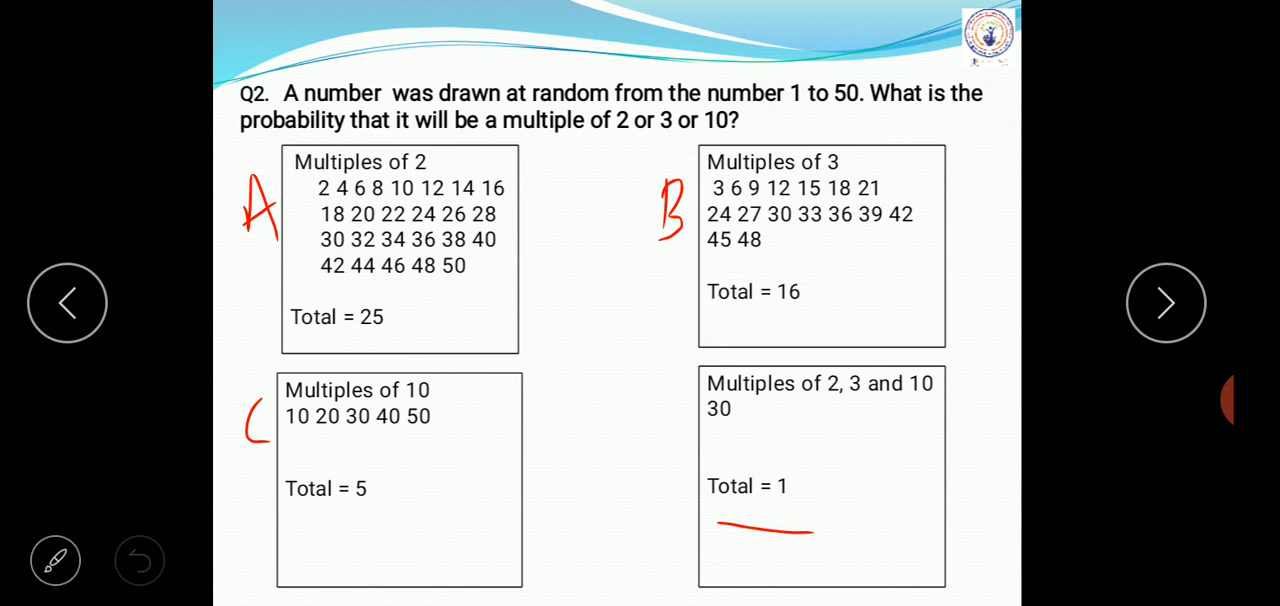 Q2. A number was drawn at random from the number 1 to 50. What is the
probability that it will be a multiple of 2 or 3 or 10?
A
Multiples of 2
2 4 6 8 10 12 14 16
18 20 22 24 26 28
30 32 34 36 38 40
42 44 46 48 50
Total = 25
B
Multiples of 3
3 6 9 12 15 18 21
24 27 30 33 36 39 42
45 48
Total = 16
C
Multiples of 10
10 20 30 40 50
Total = 5
Multiples of 2, 3 and 10
30
Total = 1